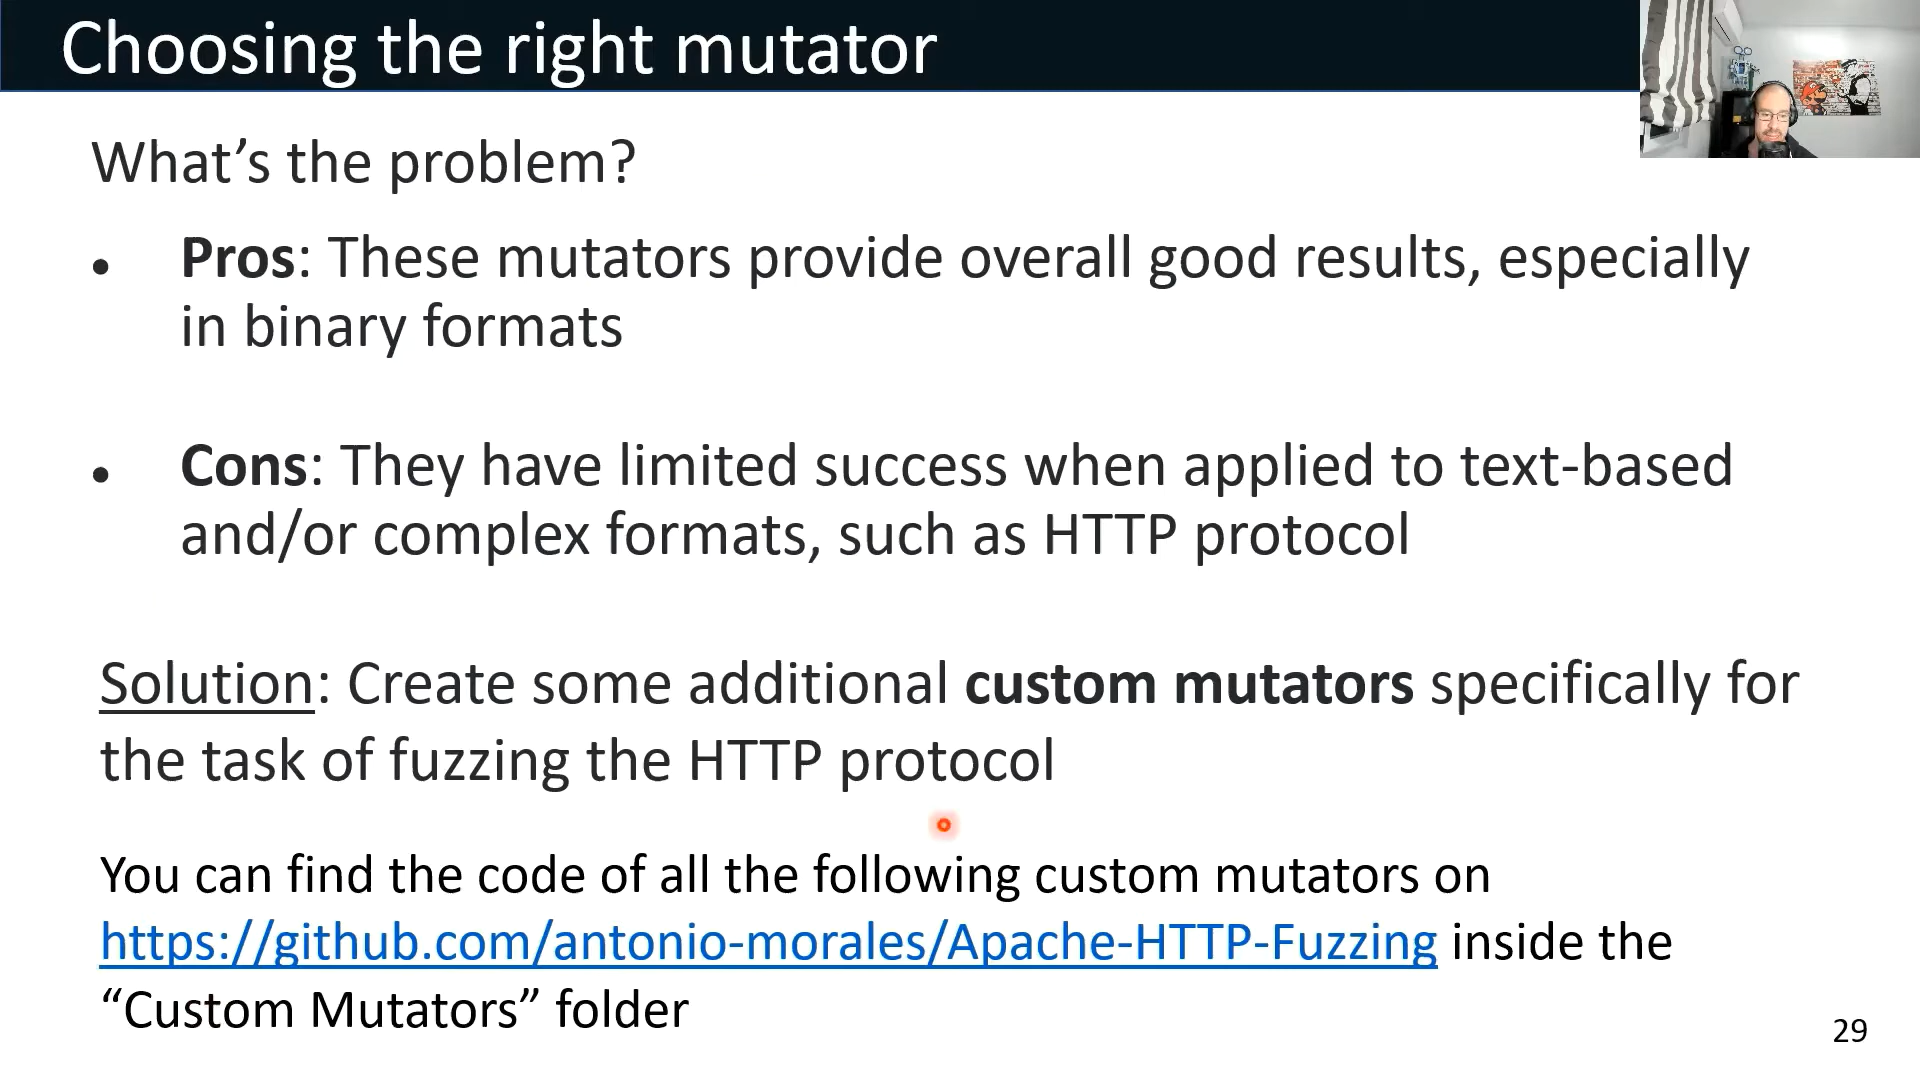 Choosing the right mutator
What’s the problem?
• Pros: These mutators provide overall good results, especially
in binary formats
• Cons: They have limited success when applied to text-based
and/or complex formats, such as HTTP protocol
Solution: Create some additional custom mutators specifically for
the task of fuzzing the HTTP protocol
You can find the code of all the following custom mutators on
https://github.com/antonio-morales/Apache-HTTP-Fuzzing inside the
“Custom Mutators” folder
29